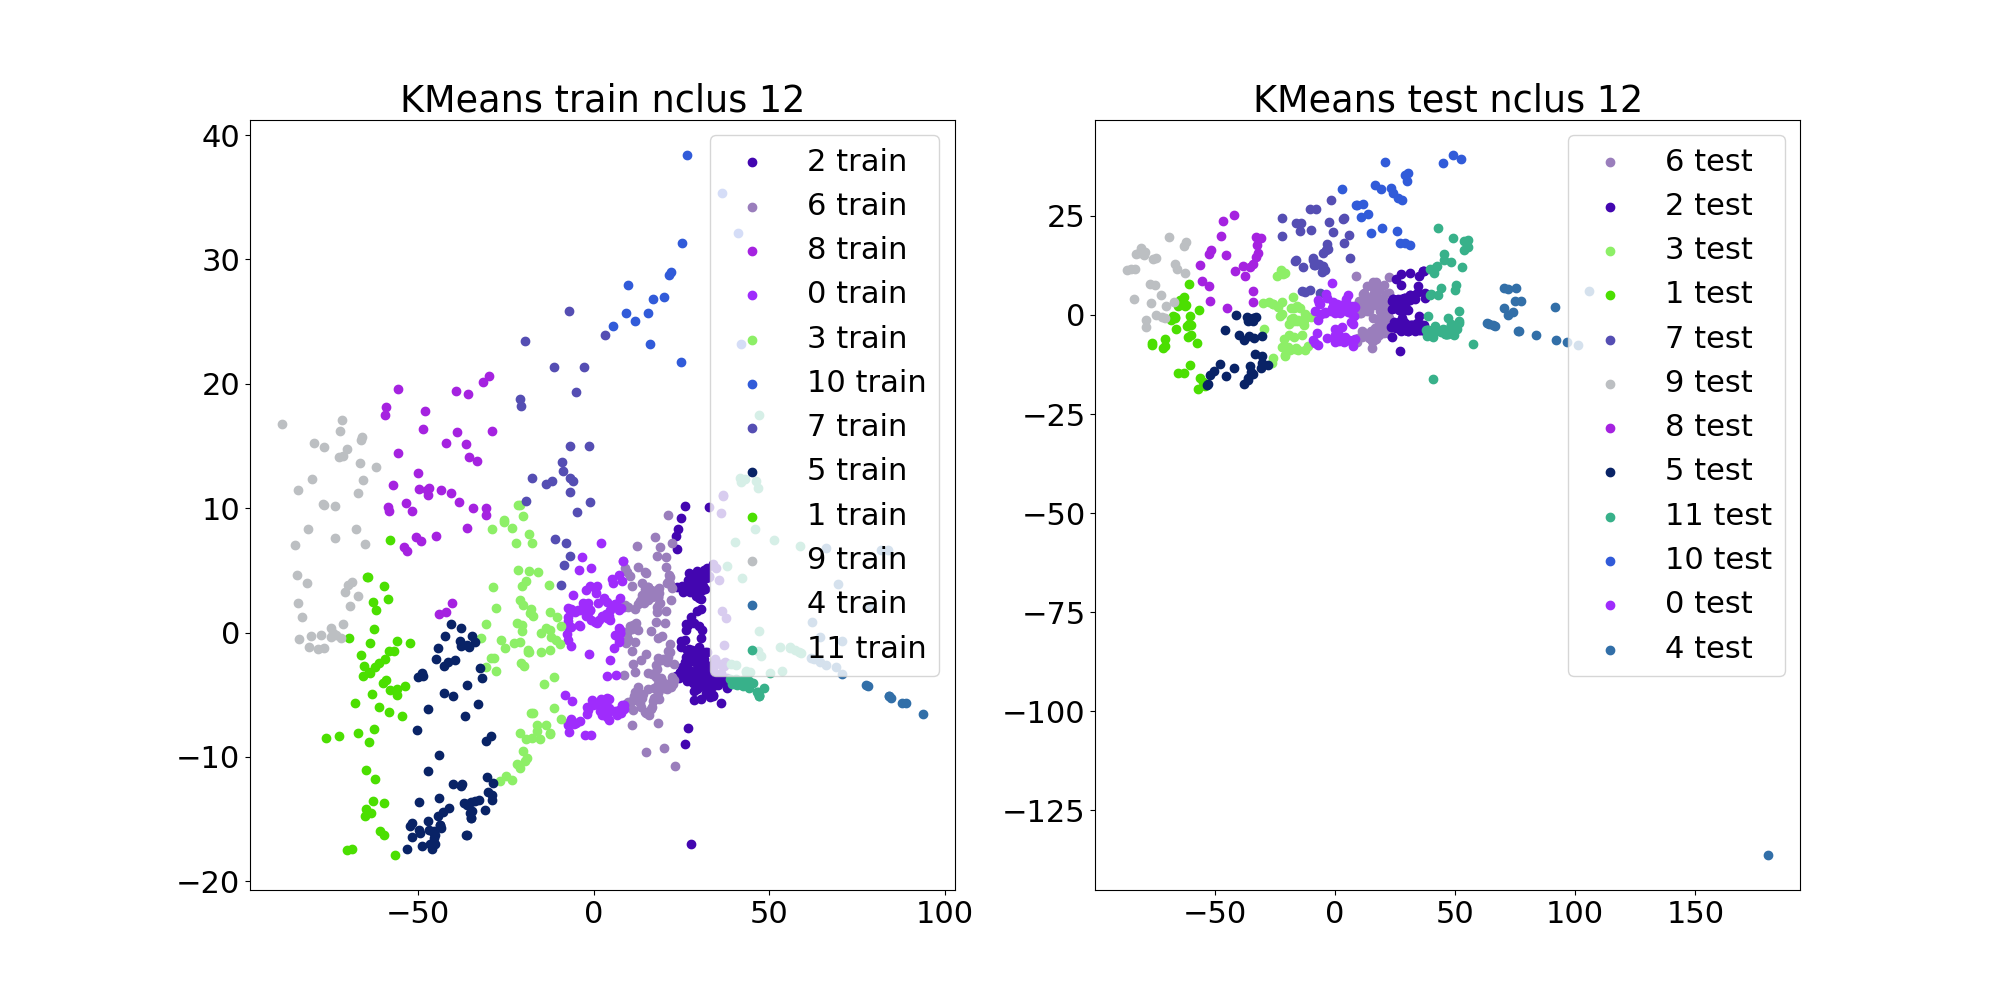 KMeans train nclus 12
40
30
20
10
0
−10
−20
−50
0
50
100
2 train
6 train
8 train
0 train
3 train
10 train
7 train
5 train
1 train
9 train
4 train
11 train
KMeans test nclus 12
25
0
−25
−50
−75
−100
−125
−50
0
50
100
150
6 test
2 test
3 test
1 test
7 test
9 test
8 test
5 test
11 test
10 test
0 test
4 test